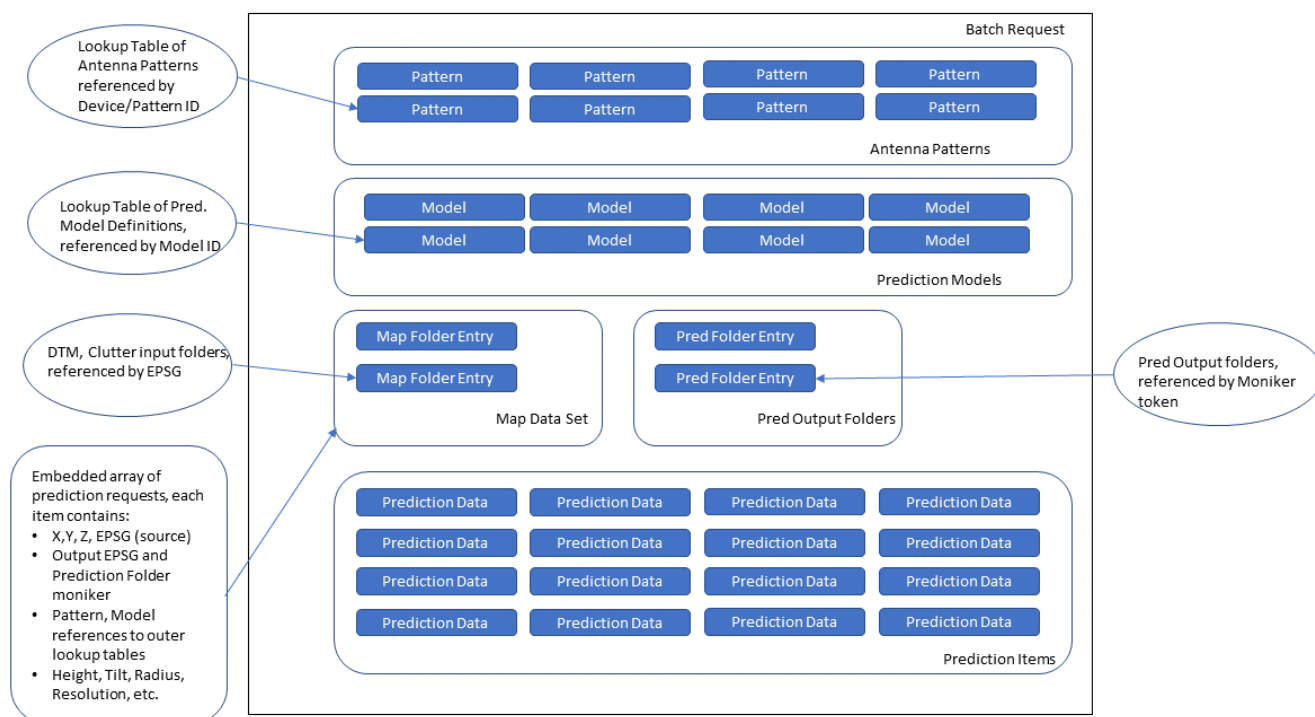 Batch Request
Lookup Table of
Antenna Patterns
referenced by
Device/Pattern ID
Pattern Pattern Pattern Pattern
Pattern Pattern Pattern Pattern
Antenna Patterns
Lookup Table of Pred.
Model Definitions,
referenced by Model ID
Model Model Model Model
Model Model Model Model
Prediction Models
DTM, Clutter input folders,
referenced by EPSG
Map Folder Entry
Map Folder Entry
Map Data Set
Pred Folder Entry
Pred Folder Entry
Pred Output Folders
Pred Output folders,
referenced by Moniker
token
Embedded array of
prediction requests, each
item contains:
• X,Y, Z, EPSG (source)
• Output EPSG and
Prediction Folder
moniker
• Pattern, Model
references to outer
lookup tables
• Height, Tilt, Radius,
Resolution, etc.
Prediction Data Prediction Data Prediction Data Prediction Data
Prediction Data Prediction Data Prediction Data Prediction Data
Prediction Data Prediction Data Prediction Data Prediction Data
Prediction Data Prediction Data Prediction Data Prediction Data
Prediction Items